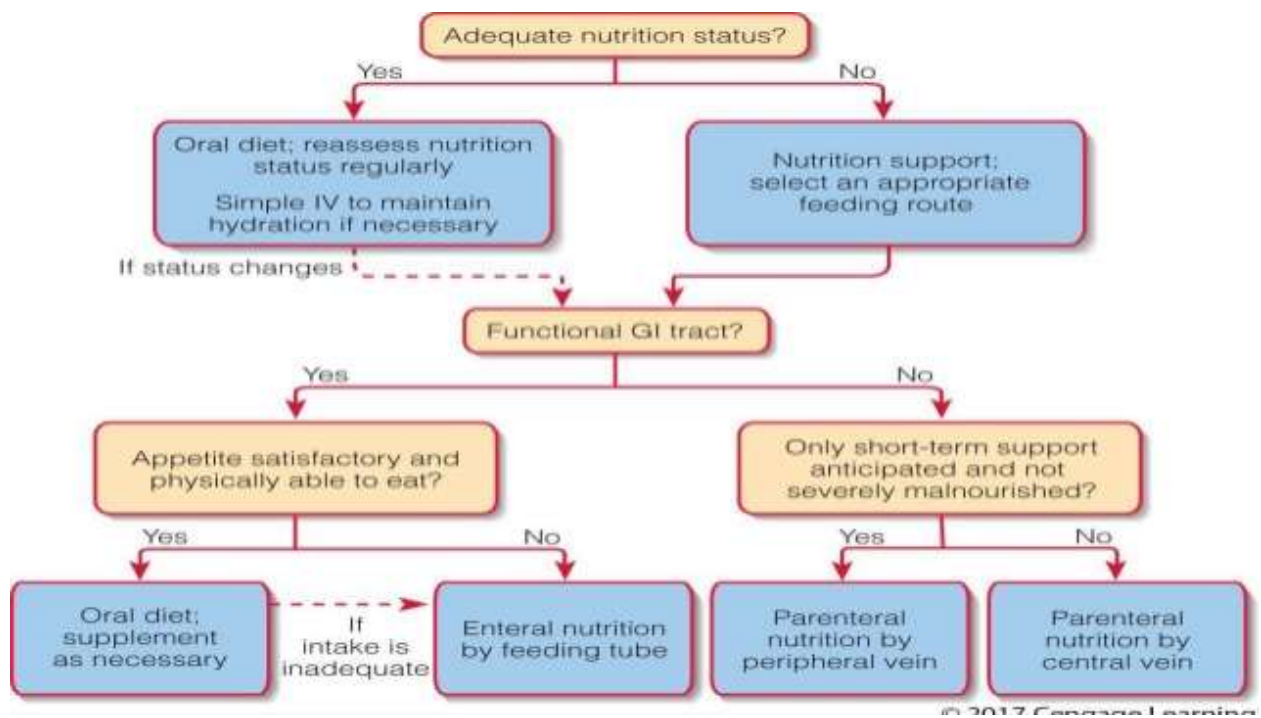 Adequate nutrition status?
Yes
No
Oral diet; reassess nutrition
status regularly
Simple IV to maintain
hydration if necessary
Nutrition support;
select an appropriate
feeding route
If status changes
Functional GI tract?
Yes
No
Appetite satisfactory and
physically able to eat?
Only short-term support
anticipated and not
severely malnourished?
Yes
No
Yes
No
Oral diet;
supplement
as necessary
If
intake is
inadequate
Enteral nutrition
by feeding tube
Parenteral
nutrition by
peripheral vein
Parenteral
nutrition by
central vein
© 2017 Cengage Learning